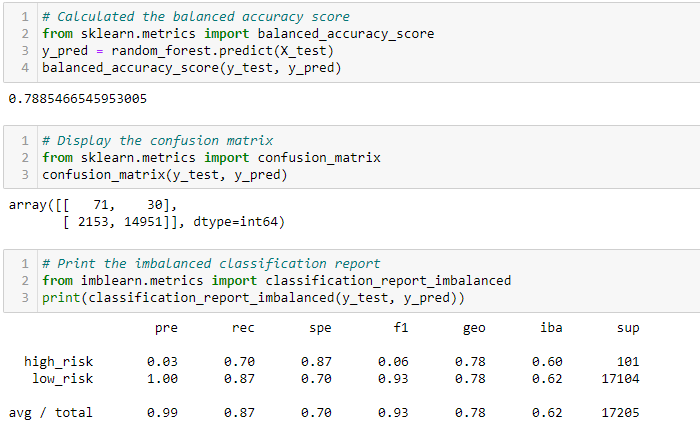 1 # Calculated the balanced accuracy score
2 from sklearn.metrics import balanced_accuracy_score
3 y_pred = random_forest.predict(X_test)
4 balanced_accuracy_score(y_test, y_pred)
0.7885466545953005
1 # Display the confusion matrix
2 from sklearn.metrics import confusion_matrix
3 confusion_matrix(y_test, y_pred)
array([[   71,    30],
       [ 2153, 14951]], dtype=int64)
1 # Print the imbalanced classification report
2 from imblearn.metrics import classification_report_imbalanced
3 print(classification_report_imbalanced(y_test, y_pred))
pre rec spe f1 geo iba sup
high_risk 0.03 0.70 0.87 0.06 0.78 0.60 101
low_risk 1.00 0.87 0.70 0.93 0.78 0.62 17104
avg / total 0.99 0.87 0.70 0.93 0.78 0.62 17205